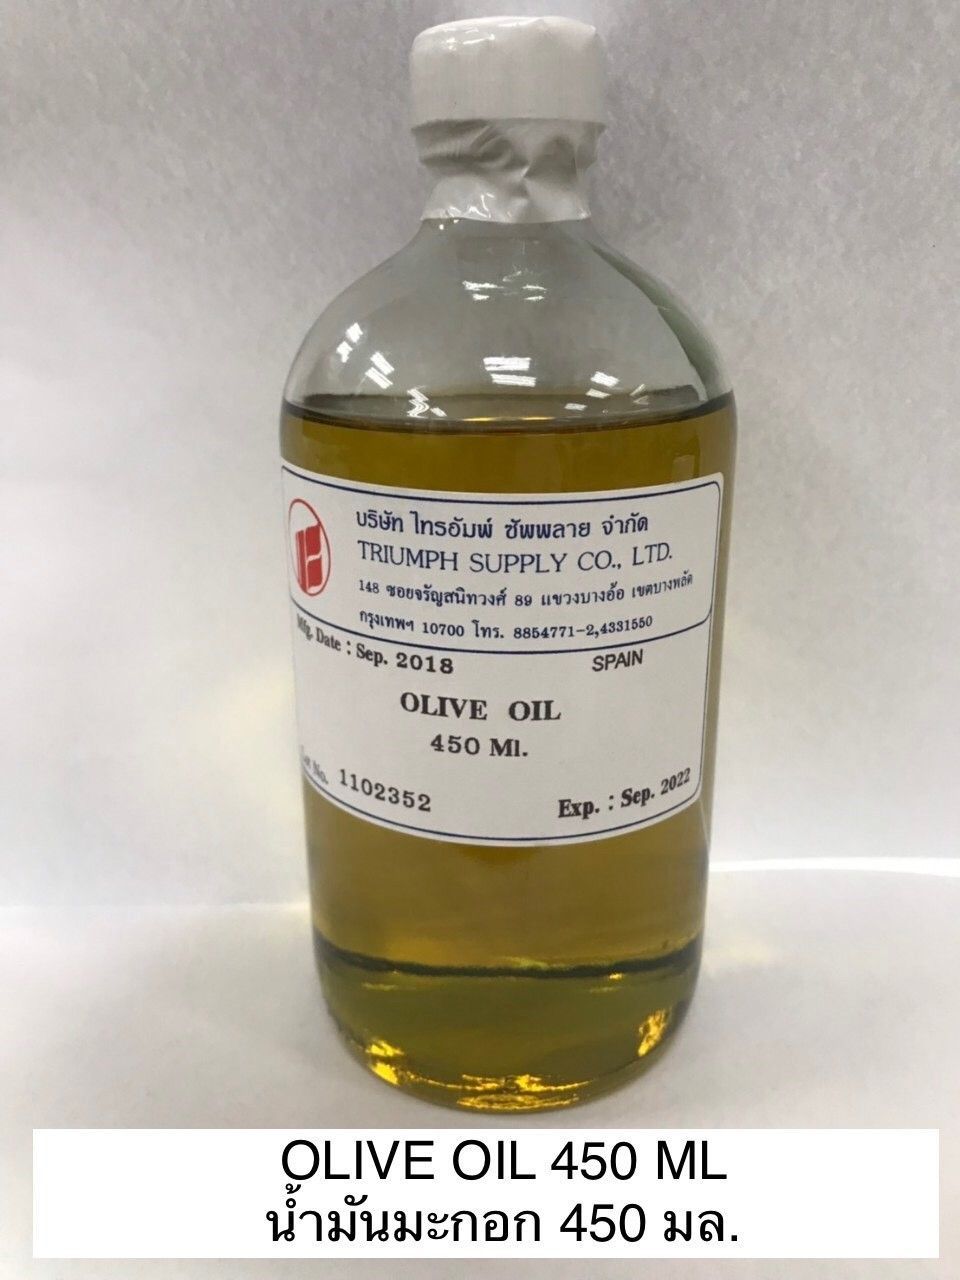 บริษัท ไทรอัมพ์ ซัพพลาย จำกัด
TRIUMPH SUPPLY CO., LTD.
148 ซอยจรัญสนิทวงศ์ 89 แขวงบางอ้อ เขตบางพลัด
กรุงเทพฯ 10700 โทร. 8854771-2,4331550
Mfg. Date : Sep. 2018 SPAIN
OLIVE OIL
450 Ml.
No. 1102352 Exp. : Sep. 2022
OLIVE OIL 450 ML
น้ำมันมะกอก 450 มล.